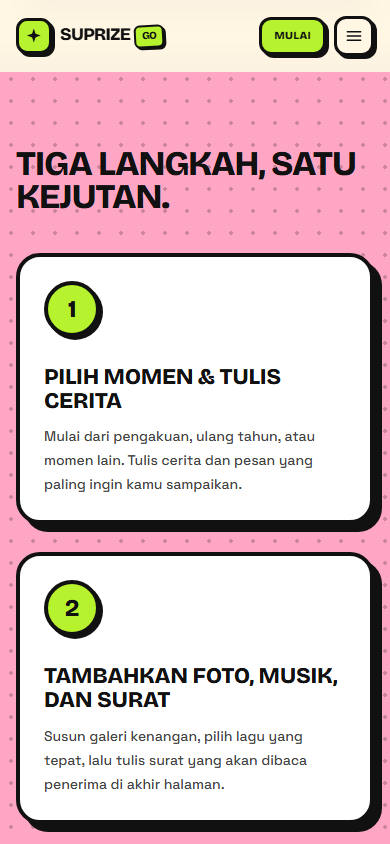 SUPRIZE GO
MULAI
TIGA LANGKAH, SATU
KEJUTAN.
1
PILIH MOMEN & TULIS
CERITA
Mulai dari pengakuan, ulang tahun, atau
momen lain. Tulis cerita dan pesan yang
paling ingin kamu sampaikan.
2
TAMBAHKAN FOTO, MUSIK,
DAN SURAT
Susun galeri kenangan, pilih lagu yang
tepat, lalu tulis surat yang akan dibaca
penerima di akhir halaman.